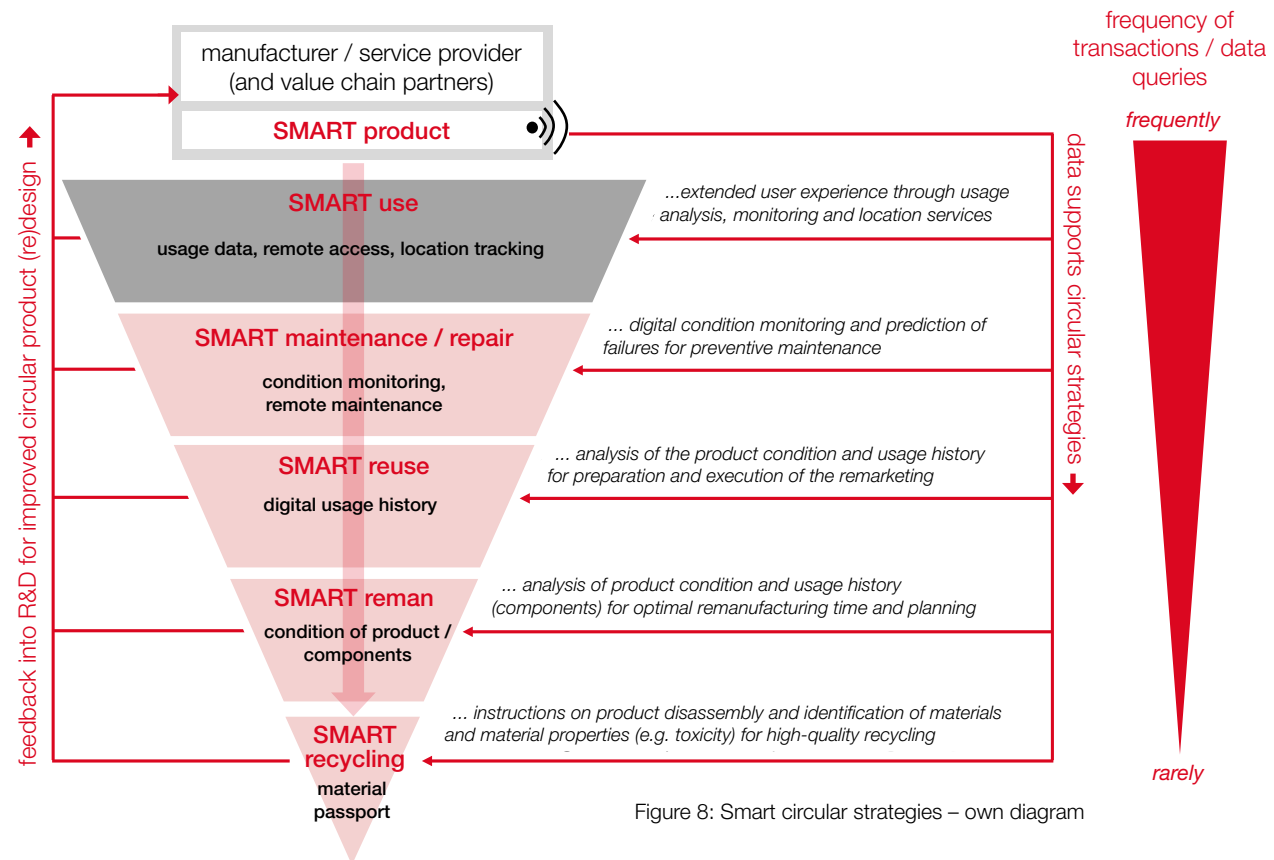 manufacturer / service provider
(and value chain partners)
SMART product
frequency of
transactions / data
queries
frequently
rarely
feedback into R&D for improved circular product (re)design
data supports circular strategies
SMART use
usage data, remote access, location tracking
...extended user experience through usage
analysis, monitoring and location services
SMART maintenance / repair
condition monitoring,
remote maintenance
... digital condition monitoring and prediction of
failures for preventive maintenance
SMART reuse
digital usage history
... analysis of the product condition and usage history
for preparation and execution of the remarketing
SMART reman
condition of product /
components
... analysis of product condition and usage history
(components) for optimal remanufacturing time and planning
SMART
recycling
material
passport
... instructions on product disassembly and identification of materials
and material properties (e.g. toxicity) for high-quality recycling
Figure 8: Smart circular strategies – own diagram